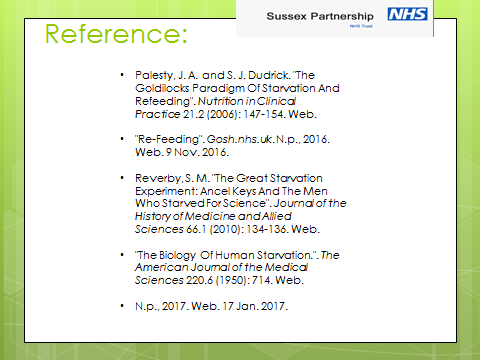 Sussex Partnership NHS
NHS Trust
Reference:
• Palesty, J. A. and S. J. Dudrick. "The
Goldilocks Paradigm Of Starvation And
Refeeding". Nutrition in Clinical
Practice 21.2 (2006): 147-154. Web.
• "Re-Feeding". Gosh.nhs.uk. N.p., 2016.
Web. 9 Nov. 2016.
• Reverby, S. M. "The Great Starvation
Experiment: Ancel Keys And The Men
Who Starved For Science". Journal of the
History of Medicine and Allied
Sciences 66.1 (2010): 134-136. Web.
• "The Biology Of Human Starvation.". The
American Journal of the Medical
Sciences 220.6 (1950): 714. Web.
• N.p., 2017. Web. 17 Jan. 2017.